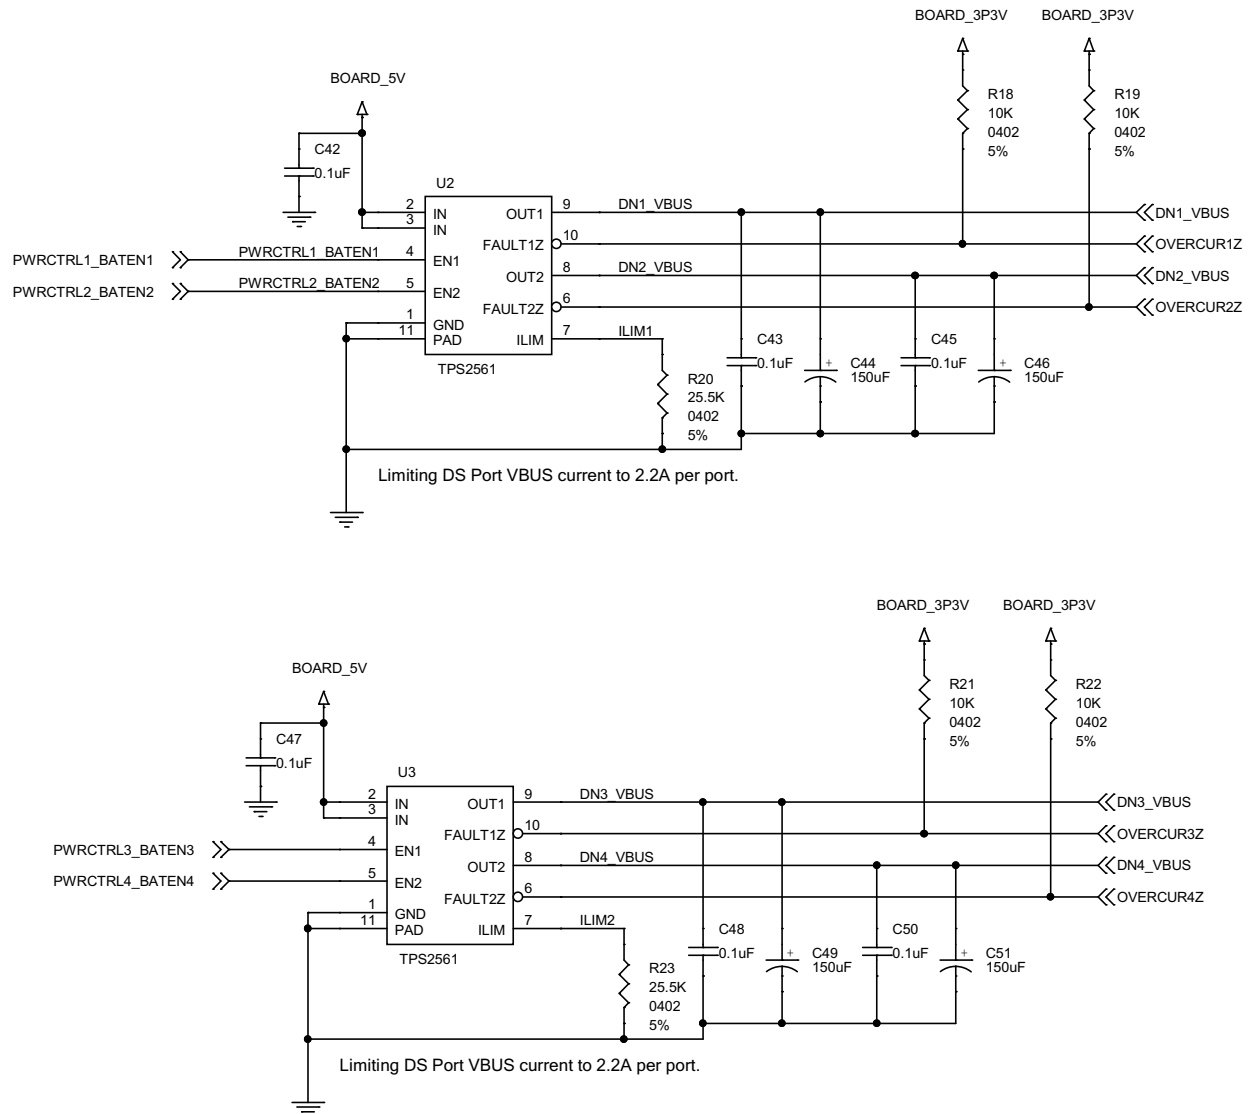 BOARD_3P3V BOARD_3P3V
BOARD_5V
R18
10K
0402
5%
R19
10K
0402
5%
C42
0.1uF
U2
2 IN
3 IN
OUT1 9 DN1_VBUS
DN1_VBUS
FAULT1Z 10
OVERCUR1Z
PWRCTRL1_BATEN1 PWRCTRL1_BATEN1 4 EN1
OUT2 8 DN2_VBUS
DN2_VBUS
PWRCTRL2_BATEN2 PWRCTRL2_BATEN2 5 EN2
FAULT2Z 6
OVERCUR2Z
1 GND
11 PAD
ILIM 7 ILIM1
TPS2561
R20
25.5K
0402
5%
C43
0.1uF
+
C44
150uF
C45
0.1uF
+
C46
150uF
Limiting DS Port VBUS current to 2.2A per port.
BOARD_3P3V BOARD_3P3V
BOARD_5V
R21
10K
0402
5%
R22
10K
0402
5%
C47
0.1uF
U3
2 IN
3 IN
OUT1 9 DN3_VBUS
DN3_VBUS
FAULT1Z 10
OVERCUR3Z
PWRCTRL3_BATEN3 4 EN1
OUT2 8 DN4_VBUS
DN4_VBUS
PWRCTRL4_BATEN4 5 EN2
FAULT2Z 6
OVERCUR4Z
1 GND
11 PAD
ILIM 7 ILIM2
TPS2561
R23
25.5K
0402
5%
C48
0.1uF
+
C49
150uF
C50
0.1uF
+
C51
150uF
Limiting DS Port VBUS current to 2.2A per port.